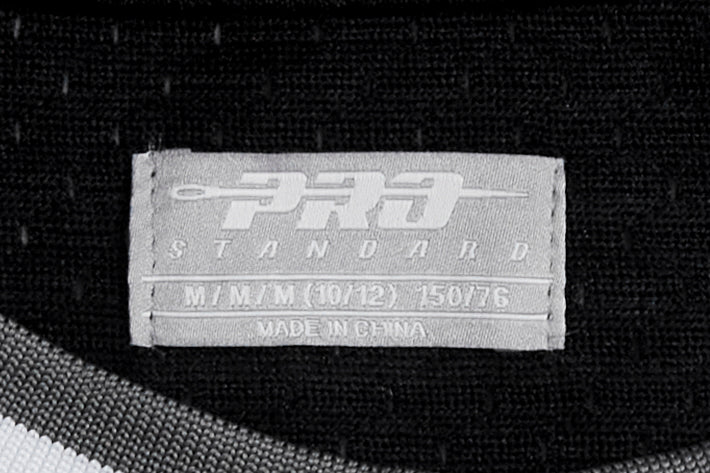 PRO
STANDARD
M/M/M (10/12) 150/76
MADE IN CHINA